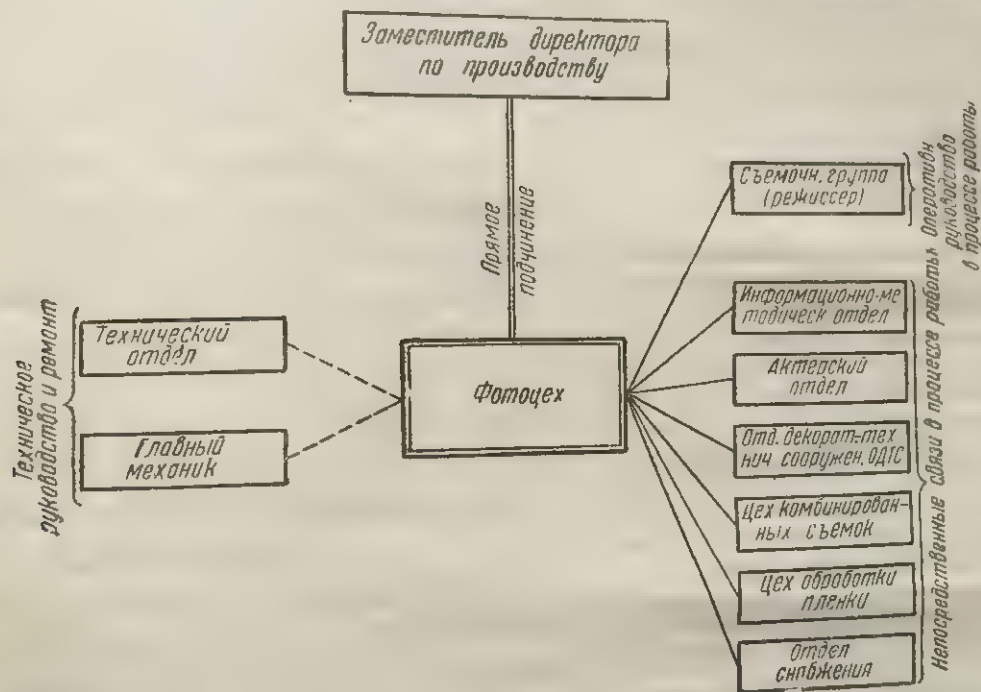 Заместитель директора
по производству
Прямое
подчинение
Техническое
руководство и ремонт
Технический
отдел
Главный
механик
Фотоцех
Съемочн. группа
(режиссер)
Оперативн
руководство
в процессе работы
Информационно-ме
тодическ отдел
Актерский
отдел
Отд. декорат-тех
нич. сооружен. ОДТС
Цех комбинирован-
ных съемок
Цех обработки
пленки
Отдел
снабжения
Непосредственные связи в процессе работы